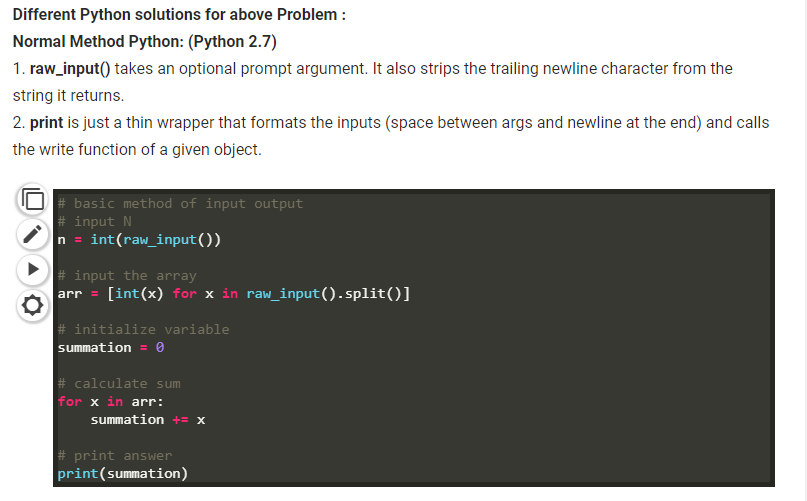 Different Python solutions for above Problem :
Normal Method Python: (Python 2.7)
1. raw_input() takes an optional prompt argument. It also strips the trailing newline character from the
string it returns.
2. print is just a thin wrapper that formats the inputs (space between args and newline at the end) and calls
the write function of a given object.
# basic method of input output
# input N
n = int(raw_input())
# input the array
arr = [int(x) for x in raw_input().split()]
# initialize variable
summation = 0
# calculate sum
for x in arr:
    summation += x
# print answer
print(summation)